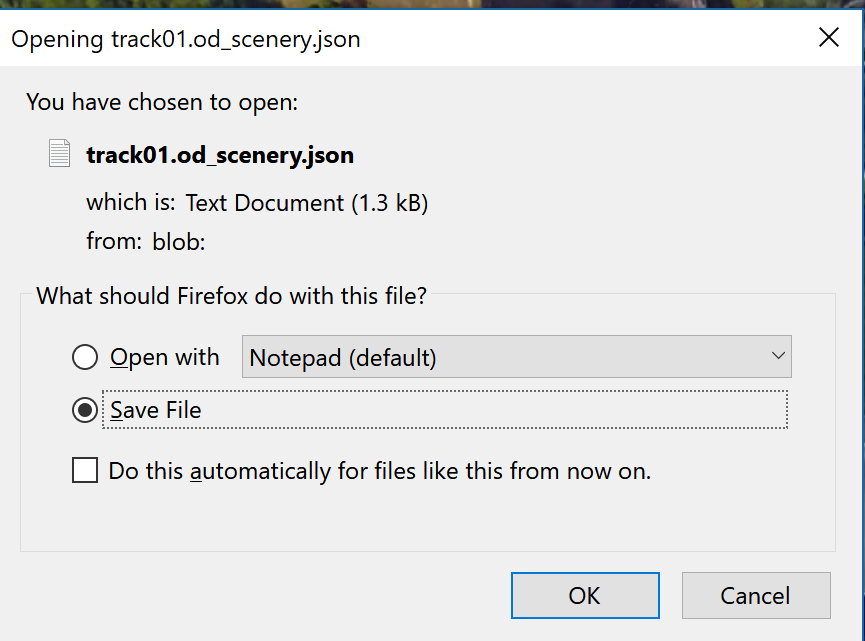 Opening track01.od_scenery.json
You have chosen to open:
track01.od_scenery.json
which is: Text Document (1.3 kB)
from: blob:
What should Firefox do with this file?
Open with Notepad (default)
Save File
Do this automatically for files like this from now on.
OK Cancel